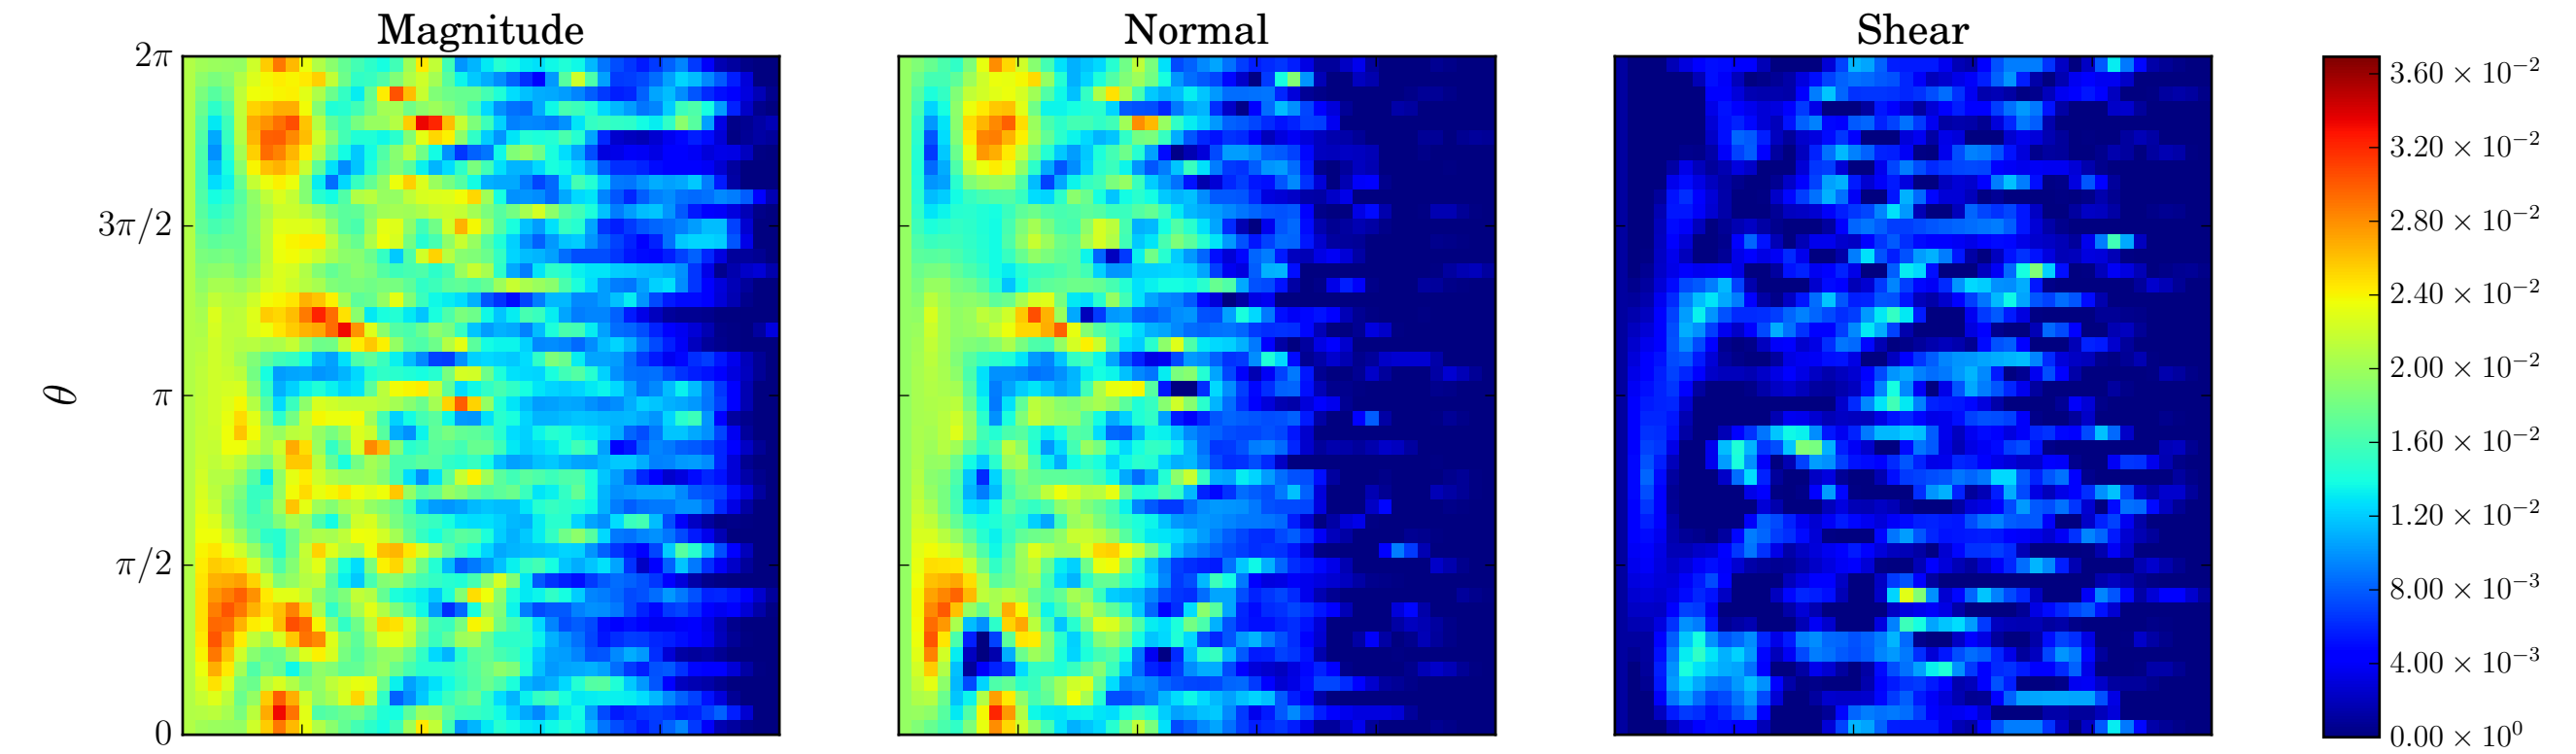 Magnitude
Normal
Shear
2π
3π/2
π
π/2
0
θ
3.60 × 10⁻²
3.20 × 10⁻²
2.80 × 10⁻²
2.40 × 10⁻²
2.00 × 10⁻²
1.60 × 10⁻²
1.20 × 10⁻²
8.00 × 10⁻³
4.00 × 10⁻³
0.00 × 10⁰